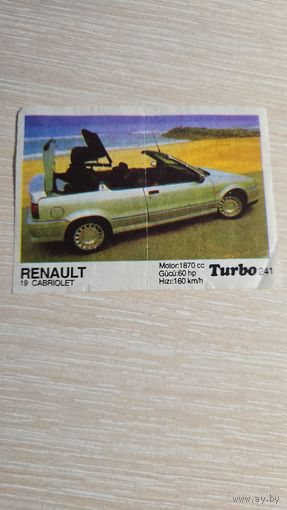 RENAULT
19 CABRIOLET
Motor:1870 cc
Gücü:60 hp
Hızı:160 km/h
Turbo 241
www.ay.by